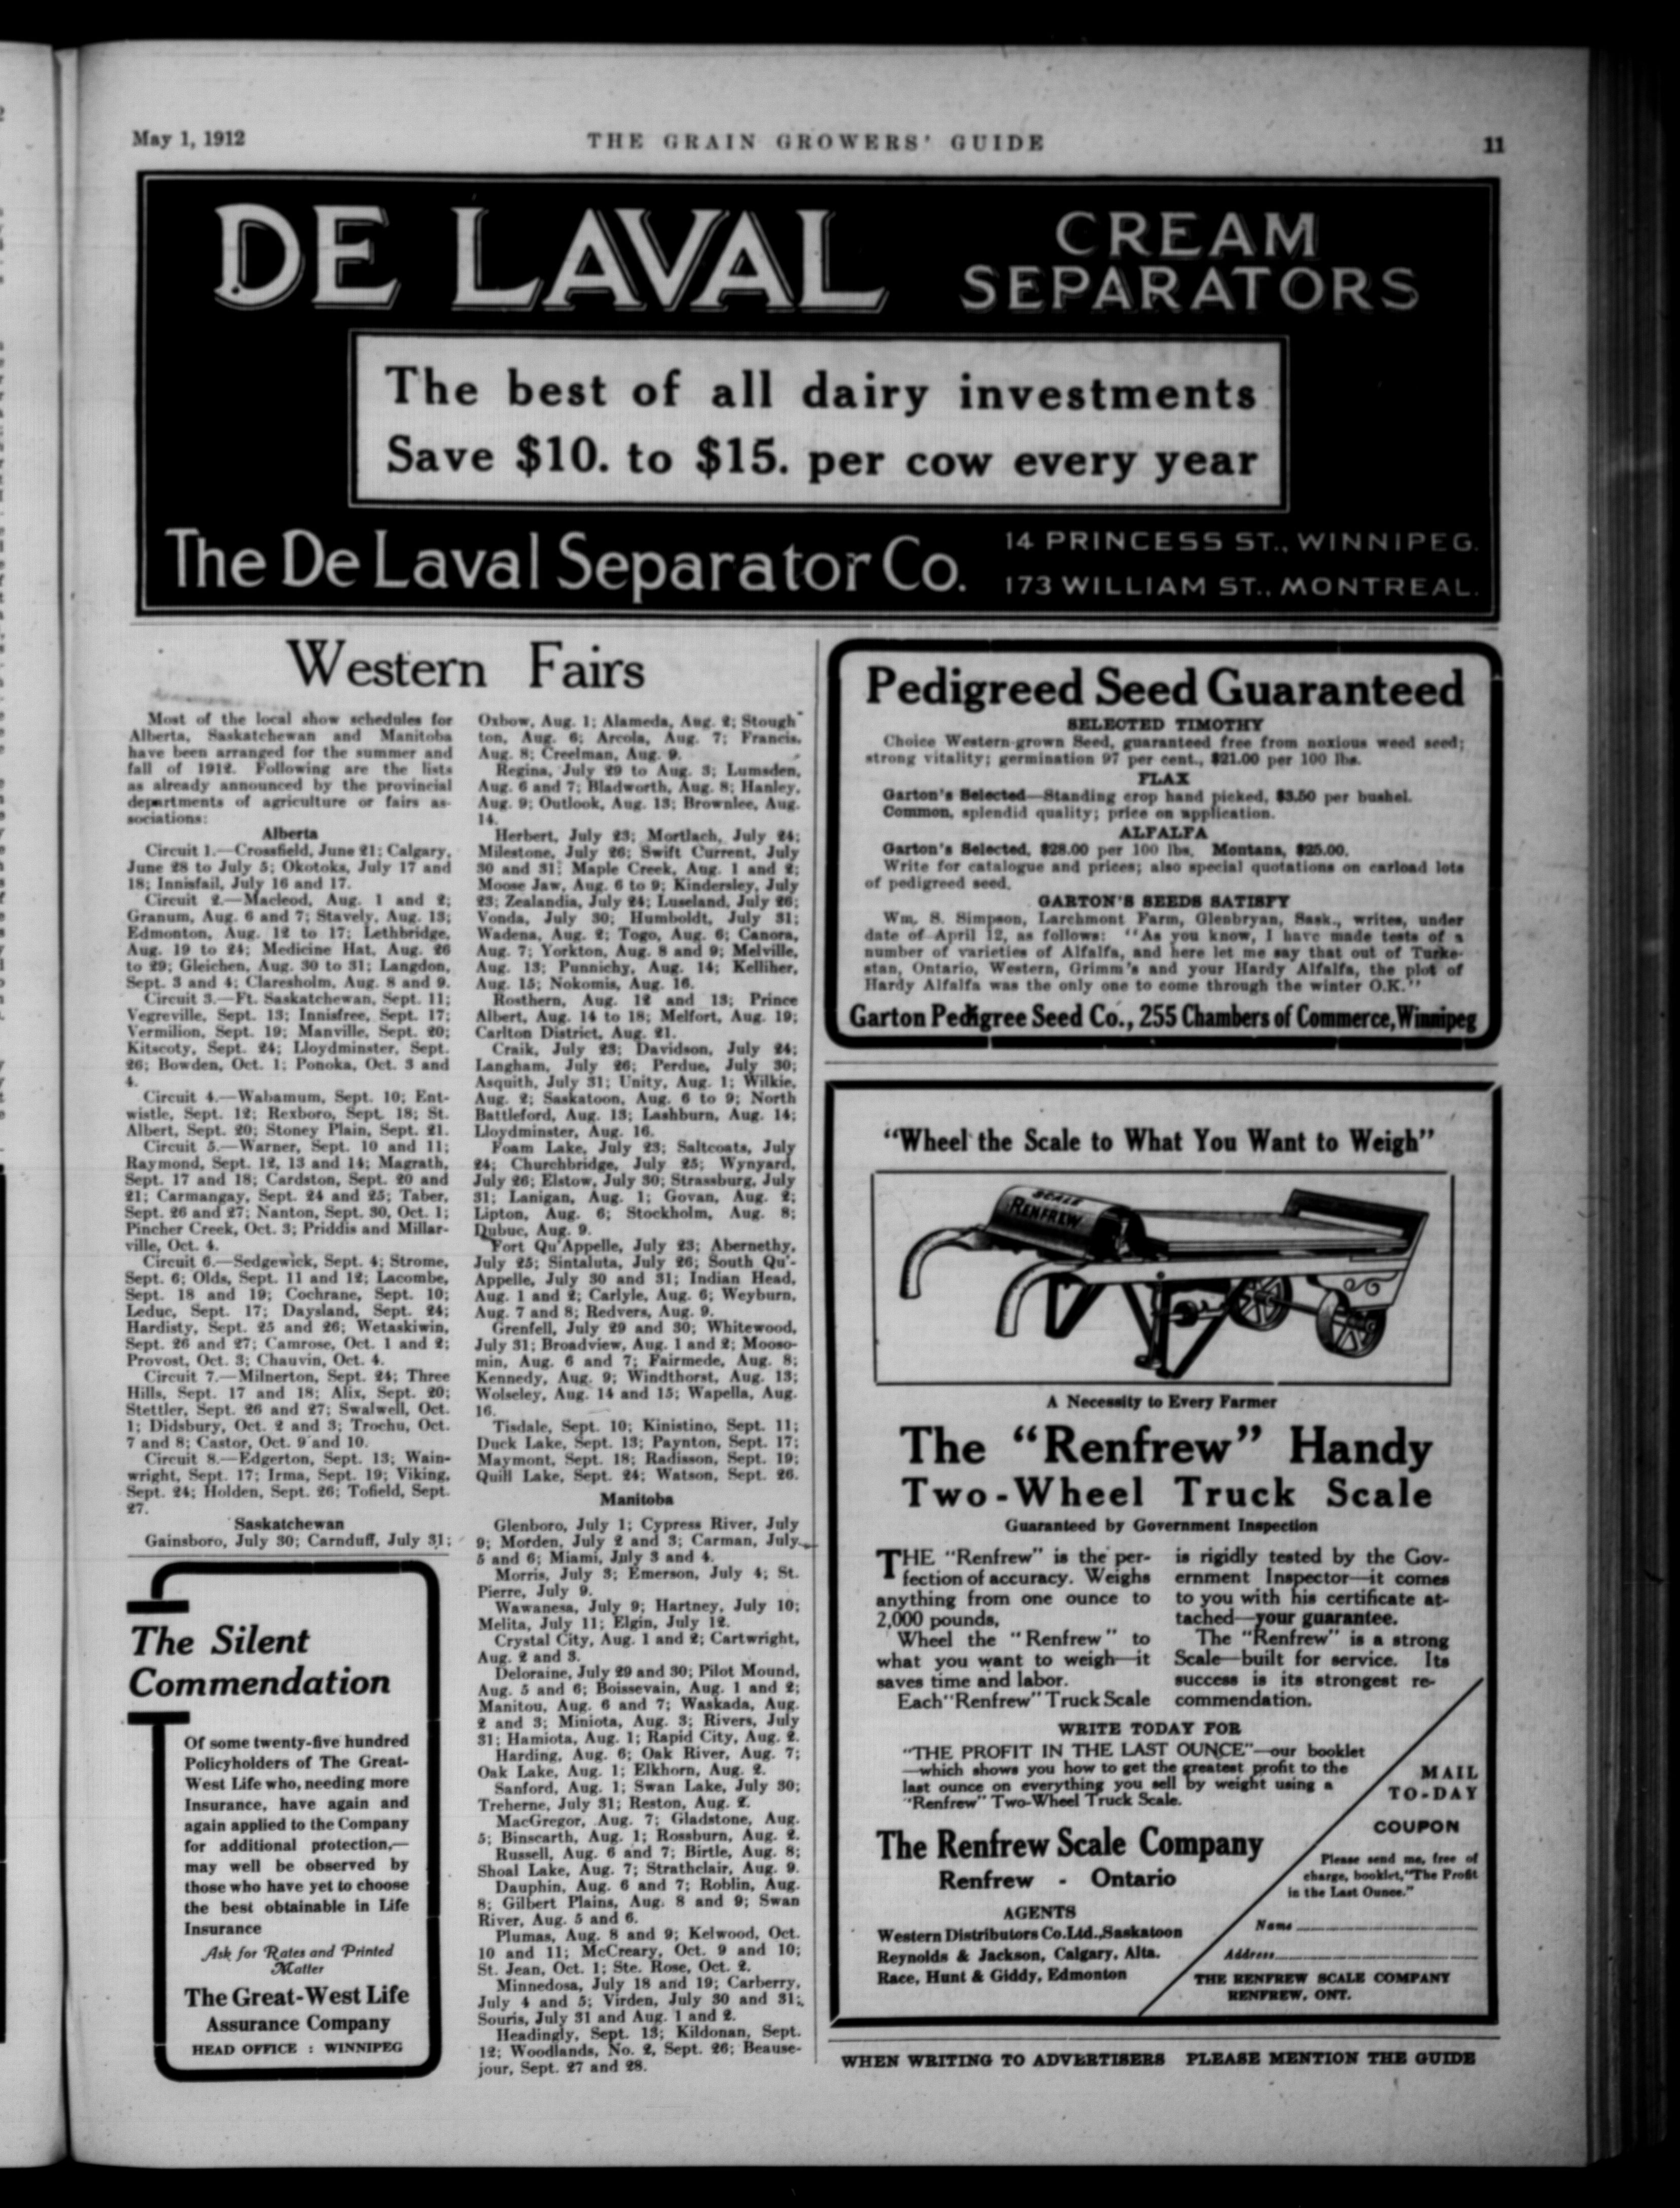 May 1, 1912
THE GRAIN GROWERS' GUIDE
11
DE LAVAL
CREAM
SEPARATORS
The best of all dairy investments
Save $10. to $15. per cow every year
The De Laval Separator Co.
14 PRINCESS ST., WINNIPEG.
173 WILLIAM ST., MONTREAL.
Western Fairs
Most of the local show schedules for
Alberta, Saskatchewan and Manitoba
have been arranged for the summer and
fall of 1912. Following are the lists
as already announced by the provincial
departments of agriculture or fairs as-
sociations:
Alberta
Circuit 1.—Crossfield, June 21; Calgary,
June 28 to July 5; Okotoks, July 17 and
18; Innisfail, July 16 and 17.
Circuit 2.—Macleod, Aug. 1 and 2;
Granum, Aug. 6 and 7; Stavely, Aug. 13;
Edmonton, Aug. 12 to 17; Lethbridge,
Aug. 19 to 24; Medicine Hat, Aug. 26
to 29; Gleichen, Aug. 30 to 31; Langdon,
Sept. 3 and 4; Claresholm, Aug. 8 and 9.
Circuit 3.—Ft. Saskatchewan, Sept. 11;
Vegreville, Sept. 13; Innisfree, Sept. 17;
Vermilion, Sept. 19; Manville, Sept. 20;
Kitscoty, Sept. 24; Lloydminster, Sept.
26; Bowden, Oct. 1; Ponoka, Oct. 3 and
4.
Circuit 4.—Wabamum, Sept. 10; Ent-
wistle, Sept. 12; Rexboro, Sept. 18; St.
Albert, Sept. 20; Stoney Plain, Sept. 21.
Circuit 5.—Warner, Sept. 10 and 11;
Raymond, Sept. 12, 13 and 14; Magrath,
Sept. 17 and 18; Cardston, Sept. 20 and
21; Carmangay, Sept. 24 and 25; Taber,
Sept. 26 and 27; Nanton, Sept. 30, Oct. 1;
Pincher Creek, Oct. 3; Priddis and Millar-
ville, Oct. 4.
Circuit 6.—Sedgewick, Sept. 4; Strome,
Sept. 6; Olds, Sept. 11 and 12; Lacombe,
Sept. 18 and 19; Cochrane, Sept. 10;
Leduc, Sept. 17; Daysland, Sept. 24;
Hardisty, Sept. 25 and 26; Wetaskiwin,
Sept. 26 and 27; Camrose, Oct. 1 and 2;
Provost, Oct. 3; Chauvin, Oct. 4.
Circuit 7.—Milnerton, Sept. 24; Three
Hills, Sept. 17 and 18; Alix, Sept. 20;
Stettler, Sept. 26 and 27; Swalwell, Oct.
1; Didsbury, Oct. 2 and 3; Trochu, Oct.
7 and 8; Castor, Oct. 9 and 10.
Circuit 8.—Edgerton, Sept. 13; Wain-
wright, Sept. 17; Irma, Sept. 19; Viking,
Sept. 24; Holden, Sept. 26; Tofield, Sept.
27.
Saskatchewan
Gainsboro, July 30; Carnduff, July 31;
Oxbow, Aug. 1; Alameda, Aug. 2; Stough
ton, Aug. 6; Arcola, Aug. 7; Francis,
Aug. 8; Creelman, Aug. 9.
Regina, July 29 to Aug. 3; Lumsden,
Aug. 6 and 7; Bladworth, Aug. 8; Hanley,
Aug. 9; Outlook, Aug. 13; Brownlee, Aug.
14.
Herbert, July 23; Mortlach, July 24;
Milestone, July 26; Swift Current, July
30 and 31; Maple Creek, Aug. 1 and 2;
Moose Jaw, Aug. 6 to 9; Kindersley, July
23; Zealandia, July 24; Luseland, July 26;
Vonda, July 30; Humboldt, July 31;
Wadena, Aug. 2; Togo, Aug. 6; Canora,
Aug. 7; Yorkton, Aug. 8 and 9; Melville,
Aug. 13; Punnichy, Aug. 14; Kelliher,
Aug. 15; Nokomis, Aug. 16.
Rosthern, Aug. 12 and 13; Prince
Albert, Aug. 14 to 18; Melfort, Aug. 19;
Carlton District, Aug. 21.
Craik, July 23; Davidson, July 24;
Langham, July 26; Perdue, July 30;
Asquith, July 31; Unity, Aug. 1; Wilkie,
Aug. 2; Saskatoon, Aug. 6 to 9; North
Battleford, Aug. 13; Lashburn, Aug. 14;
Lloydminster, Aug. 16.
Foam Lake, July 23; Saltcoats, July
24; Churchbridge, July 25; Wynyard,
July 26; Elstow, July 30; Strassburg, July
31; Lanigan, Aug. 1; Govan, Aug. 2;
Lipton, Aug. 6; Stockholm, Aug. 8;
Dubuc, Aug. 9.
Fort Qu'Appelle, July 23; Abernethy,
July 25; Sintaluta, July 26; South Qu'-
Appelle, July 30 and 31; Indian Head,
Aug. 1 and 2; Carlyle, Aug. 6; Weyburn,
Aug. 7 and 8; Redvers, Aug. 9.
Grenfell, July 29 and 30; Whitewood,
July 31; Broadview, Aug. 1 and 2; Mooso-
min, Aug. 6 and 7; Fairmede, Aug. 8;
Kennedy, Aug. 9; Windthorst, Aug. 13;
Wolseley, Aug. 14 and 15; Wapella, Aug.
16.
Tisdale, Sept. 10; Kinistino, Sept. 11;
Duck Lake, Sept. 13; Paynton, Sept. 17;
Maymont, Sept. 18; Radisson, Sept. 19;
Quill Lake, Sept. 24; Watson, Sept. 26.
Manitoba
Glenboro, July 1; Cypress River, July
9; Morden, July 2 and 3; Carman, July
5 and 6; Miami, July 3 and 4.
Morris, July 3; Emerson, July 4; St.
Pierre, July 9.
Wawanesa, July 9; Hartney, July 10;
Melita, July 11; Elgin, July 12.
Crystal City, Aug. 1 and 2; Cartwright,
Aug. 2 and 3.
Deloraine, July 29 and 30; Pilot Mound,
Aug. 5 and 6; Boissevain, Aug. 1 and 2;
Manitou, Aug. 6 and 7; Waskada, Aug.
2 and 3; Miniota, Aug. 3; Rivers, July
31; Hamiota, Aug. 1; Rapid City, Aug. 2.
Harding, Aug. 6; Oak River, Aug. 7;
Oak Lake, Aug. 1; Elkhorn, Aug. 2.
Sanford, Aug. 1; Swan Lake, July 30;
Treherne, July 31; Reston, Aug. 2.
MacGregor, Aug. 7; Gladstone, Aug.
5; Binscarth, Aug. 1; Rossburn, Aug. 2.
Russell, Aug. 6 and 7; Birtle, Aug. 8;
Shoal Lake, Aug. 7; Strathclair, Aug. 9.
Dauphin, Aug. 6 and 7; Roblin, Aug.
8; Gilbert Plains, Aug. 8 and 9; Swan
River, Aug. 5 and 6.
Plumas, Aug. 8 and 9; Kelwood, Oct.
10 and 11; McCreary, Oct. 9 and 10;
St. Jean, Oct. 1; Ste. Rose, Oct. 2.
Minnedosa, July 18 and 19; Carberry,
July 4 and 5; Virden, July 30 and 31;
Souris, July 31 and Aug. 1 and 2.
Headingly, Sept. 13; Kildonan, Sept.
12; Woodlands, No. 2, Sept. 26; Beause-
jour, Sept. 27 and 28.
The Silent
Commendation
Of some twenty-five hundred
Policyholders of The Great-
West Life who, needing more
Insurance, have again and
again applied to the Company
for additional protection,—
may well be observed by
those who have yet to choose
the best obtainable in Life
Insurance
Ask for Rates and Printed
Matter
The Great-West Life
Assurance Company
HEAD OFFICE : WINNIPEG
Pedigreed Seed Guaranteed
SELECTED TIMOTHY
Choice Western-grown Seed, guaranteed free from noxious weed seed;
strong vitality; germination 97 per cent., $21.00 per 100 lbs.
FLAX
Garton's Selected—Standing crop hand picked, $3.50 per bushel.
Common, splendid quality; price on application.
ALFALFA
Garton's Selected, $28.00 per 100 lbs. Montana, $25.00.
Write for catalogue and prices; also special quotations on carload lots
of pedigreed seed.
GARTON'S SEEDS SATISFY
Wm. S. Simpson, Larchmont Farm, Glenbryan, Sask., writes, under
date of April 12, as follows: "As you know, I have made tests of a
number of varieties of Alfalfa, and here let me say that out of Turke-
stan, Ontario, Western, Grimm's and your Hardy Alfalfa, the plot of
Hardy Alfalfa was the only one to come through the winter O.K."
Garton Pedigree Seed Co., 255 Chambers of Commerce, Winnipeg
"Wheel the Scale to What You Want to Weigh"
SCALE
RENFREW
A Necessity to Every Farmer
The "Renfrew" Handy
Two-Wheel Truck Scale
Guaranteed by Government Inspection
THE "Renfrew" is the per-
fection of accuracy. Weighs
anything from one ounce to
2,000 pounds.
Wheel the "Renfrew" to
what you want to weigh—it
saves time and labor.
Each "Renfrew" Truck Scale
is rigidly tested by the Gov-
ernment Inspector—it comes
to you with his certificate at-
tached—your guarantee.
The "Renfrew" is a strong
Scale—built for service. Its
success is its strongest re-
commendation.
WRITE TODAY FOR
"THE PROFIT IN THE LAST OUNCE"—our booklet
—which shows you how to get the greatest profit to the
last ounce on everything you sell by weight using a
"Renfrew" Two-Wheel Truck Scale.
The Renfrew Scale Company
Renfrew - Ontario
AGENTS
Western Distributors Co. Ltd., Saskatoon
Reynolds & Jackson, Calgary, Alta.
Race, Hunt & Giddy, Edmonton
MAIL
TO-DAY
COUPON
Please send me, free of
charge, booklet, "The Profit
in the Last Ounce."
Name
Address
THE RENFREW SCALE COMPANY
RENFREW, ONT.
WHEN WRITING TO ADVERTISERS PLEASE MENTION THE GUIDE